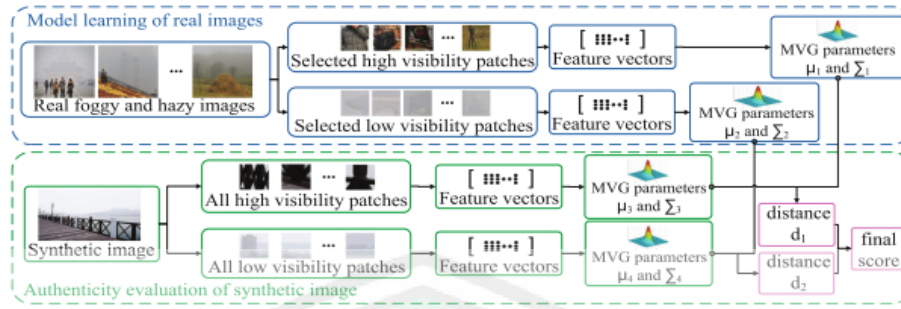 Model learning of real images
Real foggy and hazy images
...
Selected high visibility patches
...
Feature vectors
MVG parameters
μ₁ and ∑₁
...
Selected low visibility patches
Feature vectors
MVG parameters
μ₂ and ∑₂
Synthetic image
...
All high visibility patches
Feature vectors
MVG parameters
μ₃ and ∑₃
...
All low visibility patches
Feature vectors
MVG parameters
μ₄ and ∑₄
distance
d₁
distance
d₂
final
score
Authenticity evaluation of synthetic image